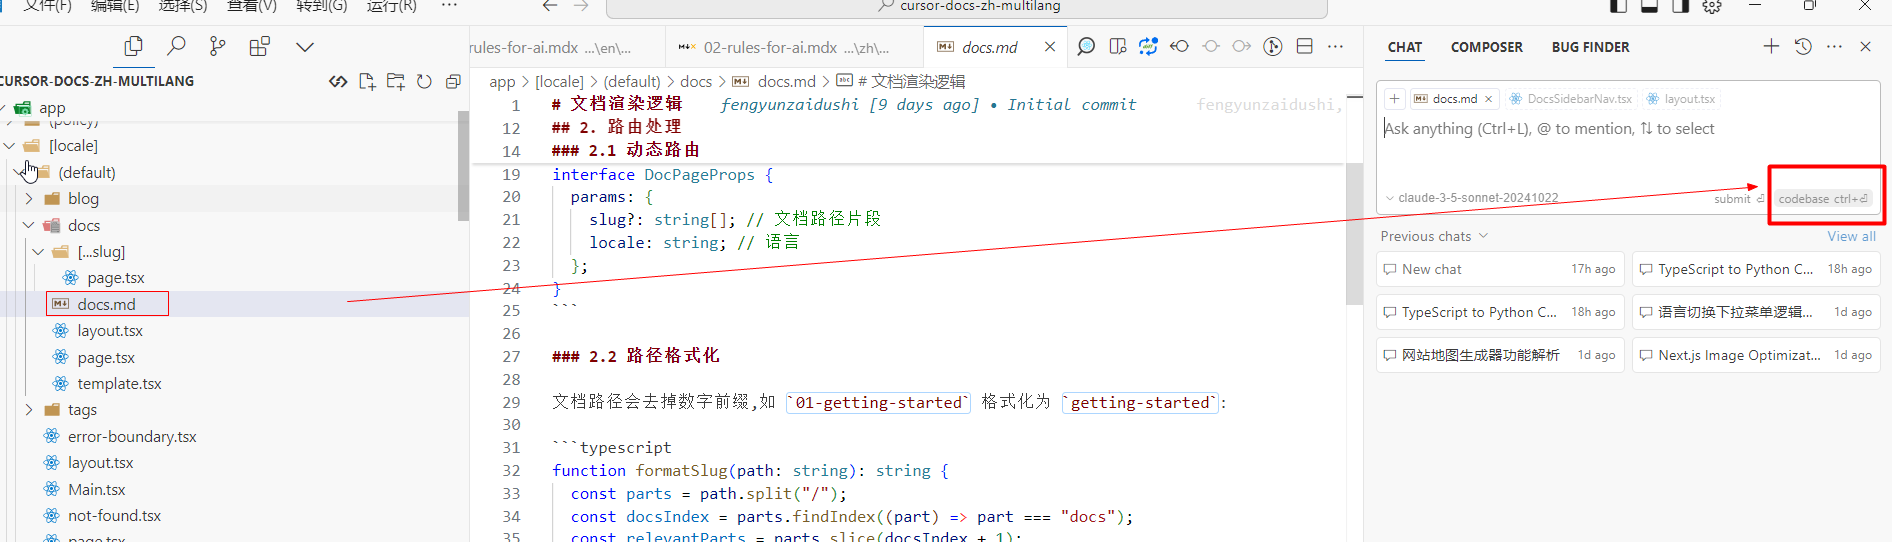 文件(F) 编辑(E) 选择(S) 查看(V) 转到(G) 运行(R) ···
cursor-docs-zh-multilang
CURSOR-DOCS-ZH-MULTILANG
app
(policy)
[locale]
(default)
blog
docs
[...slug]
page.tsx
docs.md
layout.tsx
page.tsx
template.tsx
tags
error-boundary.tsx
layout.tsx
Main.tsx
not-found.tsx
page.tsx
rules-for-ai.mdx ...\en\...
02-rules-for-ai.mdx ...\zh\...
docs.md
app > [locale] > (default) > docs > docs.md > # 文档渲染逻辑
1 # 文档渲染逻辑 fengyunzaidushi [9 days ago] • Initial commit fengyunzaidushi,
12 ## 2. 路由处理
14 ### 2.1 动态路由
19 interface DocPageProps {
20 params: {
21 slug?: string[]; // 文档路径片段
22 locale: string; // 语言
23 };
24 }
25 ```
26
27 ### 2.2 路径格式化
28
29 文档路径会去掉数字前缀,如 `01-getting-started` 格式化为 `getting-started`:
30
31 ```typescript
32 function formatSlug(path: string): string {
33 const parts = path.split("/");
34 const docsIndex = parts.findIndex((part) => part === "docs");
35 const relevantParts = parts.slice(docsIndex + 1);
CHAT COMPOSER BUG FINDER
docs.md DocsSidebarNav.tsx layout.tsx
Ask anything (Ctrl+L), @ to mention, ⇅ to select
claude-3-5-sonnet-20241022 submit ⏎ codebase ctrl+⏎
Previous chats View all
New chat 17h ago
TypeScript to Python C... 18h ago
TypeScript to Python C... 18h ago
语言切换下拉菜单逻辑... 1d ago
网站地图生成器功能解析 1d ago
Next.js Image Optimizat... 1d ago